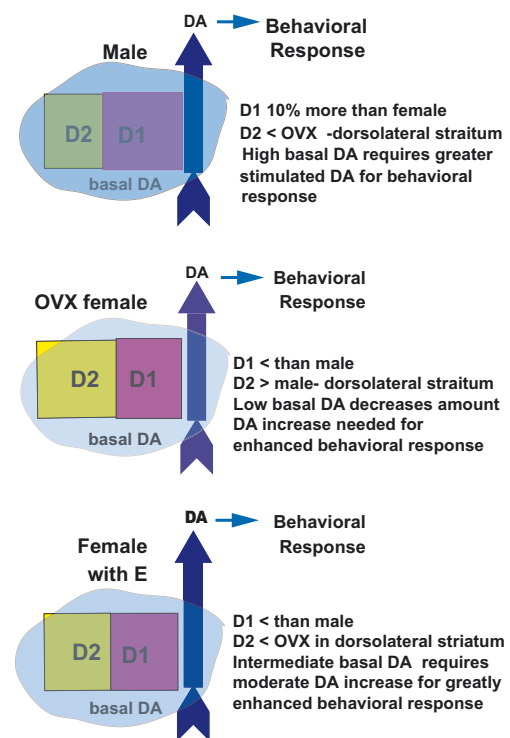 DA Behavioral
Response
Male
D2 D1
basal DA
D1 10% more than female
D2 < OVX -dorsolateral straitum
High basal DA requires greater
stimulated DA for behavioral
response
DA Behavioral
Response
OVX female
D2 D1
basal DA
D1 < than male
D2 > male- dorsolateral straitum
Low basal DA decreases amount
DA increase needed for
enhanced behavioral response
DA Behavioral
Response
Female
with E
D2 D1
basal DA
D1 < than male
D2 < OVX in dorsolateral striatum
Intermediate basal DA requires
moderate DA increase for greatly
enhanced behavioral response